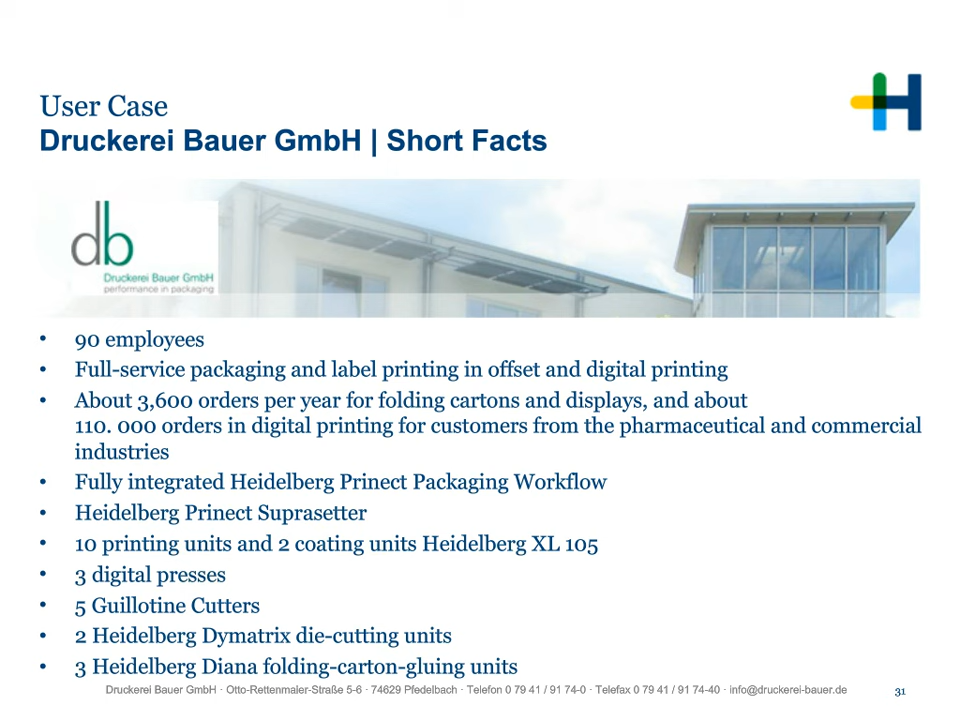 User Case
Druckerei Bauer GmbH | Short Facts
db
Druckerei Bauer GmbH
performance in packaging
• 90 employees
• Full-service packaging and label printing in offset and digital printing
• About 3,600 orders per year for folding cartons and displays, and about
110. 000 orders in digital printing for customers from the pharmaceutical and commercial
industries
• Fully integrated Heidelberg Prinect Packaging Workflow
• Heidelberg Prinect Suprasetter
• 10 printing units and 2 coating units Heidelberg XL 105
• 3 digital presses
• 5 Guillotine Cutters
• 2 Heidelberg Dymatrix die-cutting units
• 3 Heidelberg Diana folding-carton-gluing units
Druckerei Bauer GmbH · Otto-Rettenmaier-Straße 5-6 · 74629 Pfedelbach · Telefon 0 79 41 / 91 74-0 · Telefax 0 79 41 / 91 74-40 · info@druckerei-bauer.de
31